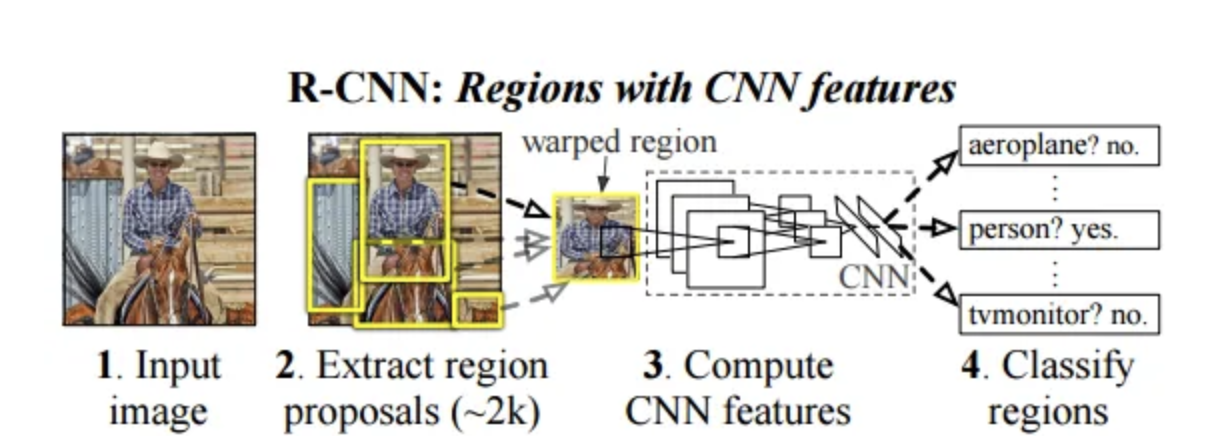 R-CNN: Regions with CNN features
warped region
aeroplane? no.
person? yes.
CNN
tvmonitor? no.
1. Input
image
2. Extract region
proposals (~2k)
3. Compute
CNN features
4. Classify
regions